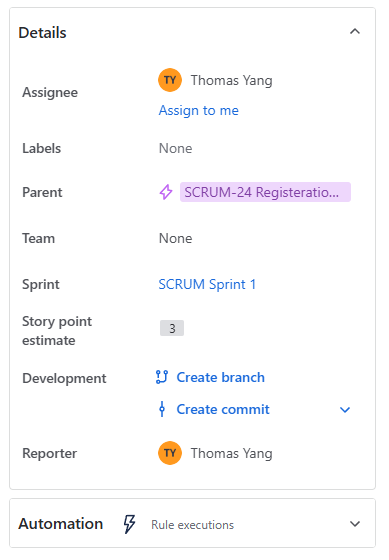 Details
Assignee
TY Thomas Yang
Assign to me
Labels
None
Parent
SCRUM-24 Registeratio...
Team
None
Sprint
SCRUM Sprint 1
Story point
estimate
3
Development
Create branch
Create commit
Reporter
TY Thomas Yang
Automation
Rule executions